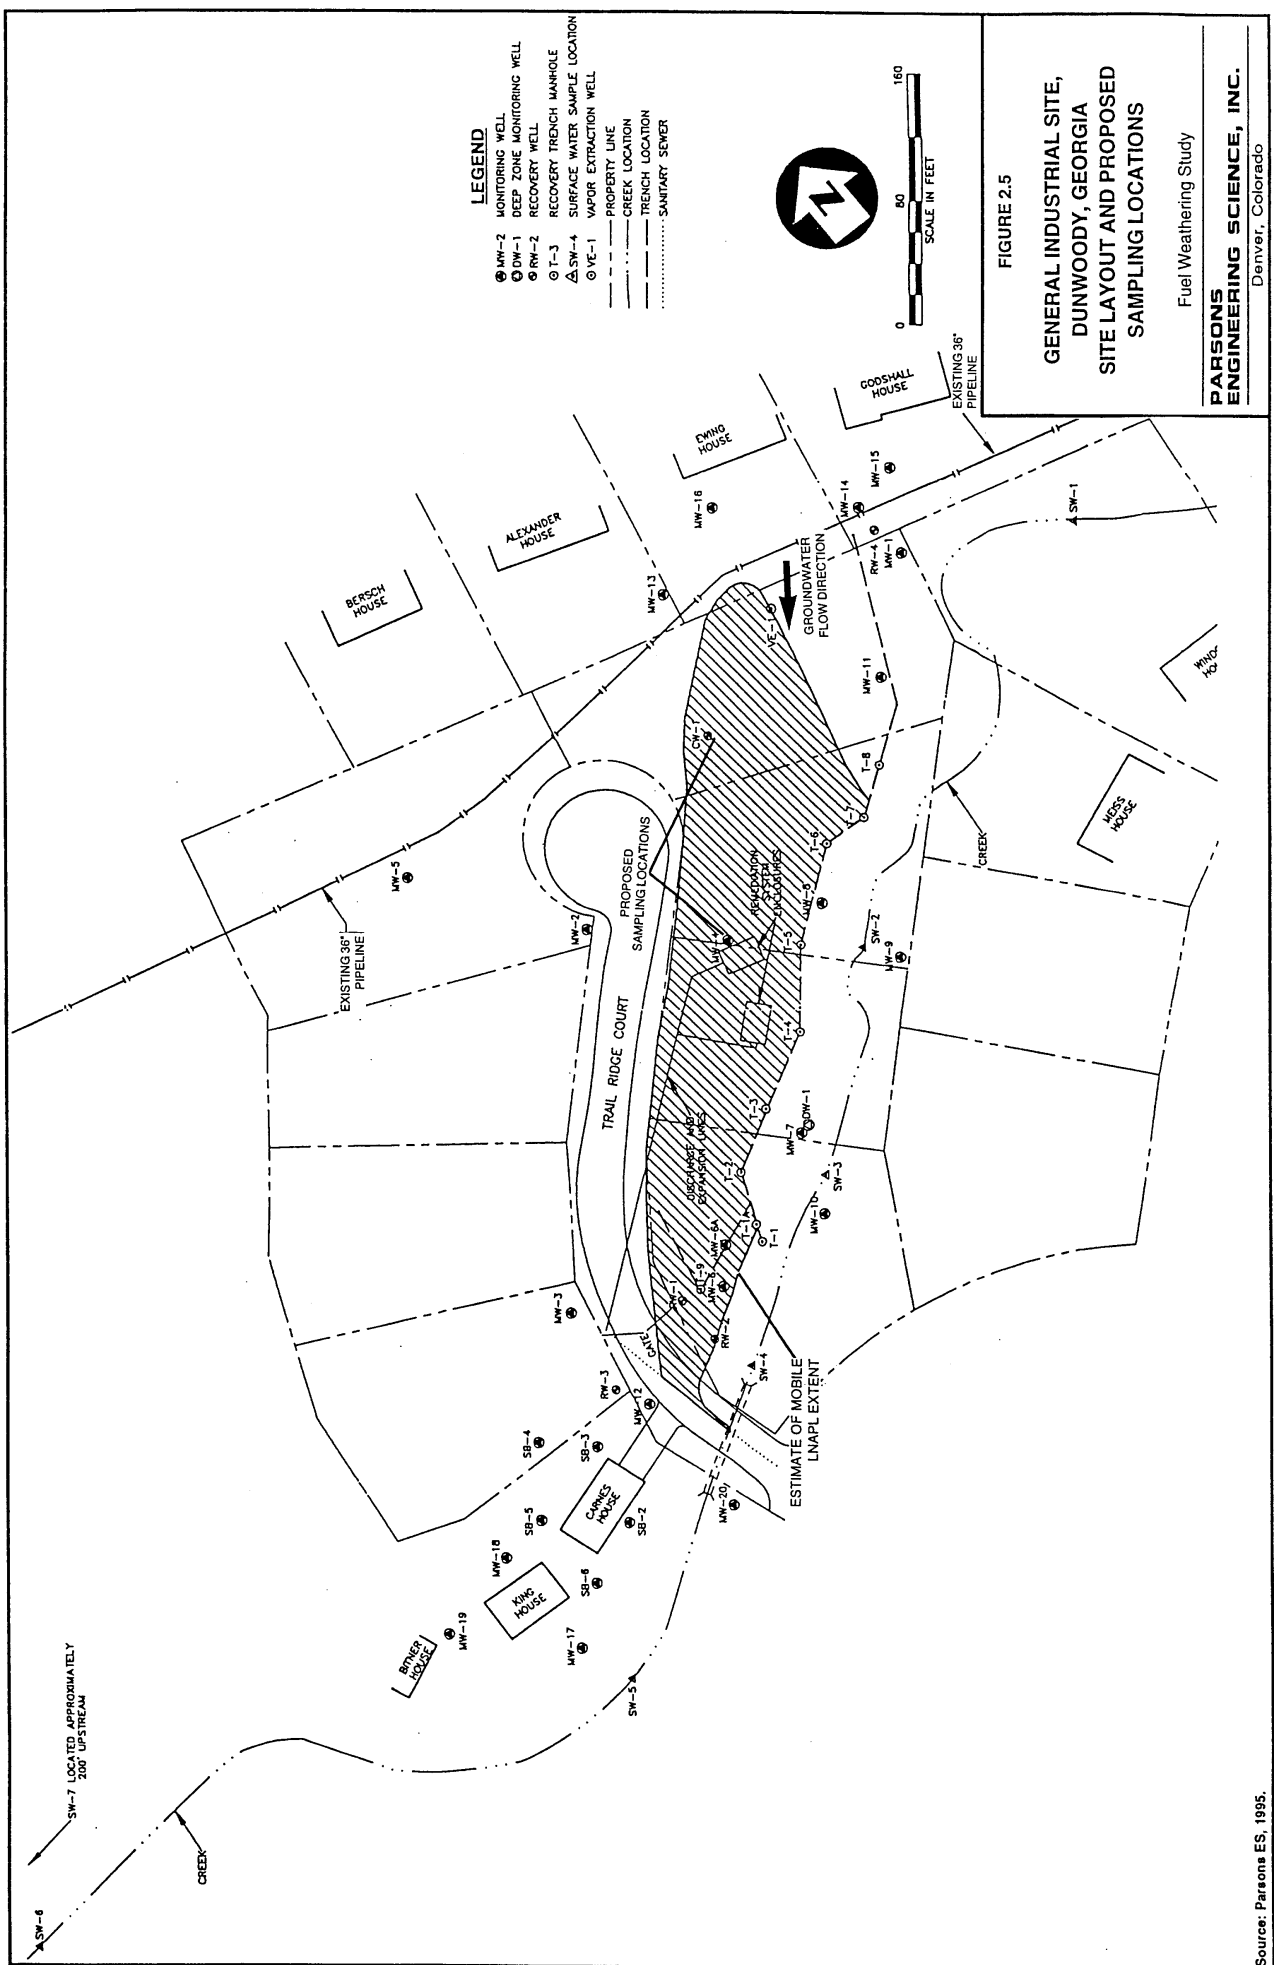 LEGEND
MW-2 MONITORING WELL
DW-1 DEEP ZONE MONITORING WELL
RW-2 RECOVERY WELL
T-3 RECOVERY TRENCH MANHOLE
SW-4 SURFACE WATER SAMPLE LOCATION
VE-1 VAPOR EXTRACTION WELL
PROPERTY LINE
CREEK LOCATION
TRENCH LOCATION
SANITARY SEWER
N
0 80 160
SCALE IN FEET
FIGURE 2.5
GENERAL INDUSTRIAL SITE,
DUNWOODY, GEORGIA
SITE LAYOUT AND PROPOSED
SAMPLING LOCATIONS
Fuel Weathering Study
PARSONS
ENGINEERING SCIENCE, INC.
Denver, Colorado
SW-7 LOCATED APPROXIMATELY
200' UPSTREAM
SW-6
CREEK
SW-5
BITNER
HOUSE
MW-19
KING
HOUSE
MW-18
MW-17
SB-6
SB-5
SB-4
SB-3
SB-2
CARNES
HOUSE
MW-20
MW-12
RW-3
MW-3
GATE
RW-1
RW-2
SW-4
ESTIMATE OF MOBILE
LNAPL EXTENT
MW-6
MW-6A
T-1A
T-1
T-2
T-3
MW-7
DW-1
MW-10
SW-3
DISCHARGE AND
EXPANSION LINES
TRAIL RIDGE COURT
PROPOSED
SAMPLING LOCATIONS
MW-2
MW-5
EXISTING 36"
PIPELINE
T-4
T-5
REMEDIATION
SYSTEM
ENCLOSURES
MW-8
MW-9
SW-2
T-6
T-7
T-8
CREEK
CW-1
VE-1
MW-11
GROUNDWATER
FLOW DIRECTION
BERSCH
HOUSE
ALEXANDER
HOUSE
MW-13
EWING
HOUSE
MW-16
GODSHALL
HOUSE
MW-14
MW-15
RW-4
MW-1
EXISTING 36"
PIPELINE
SW-1
MEISS
HOUSE
Source: Parsons ES, 1995.